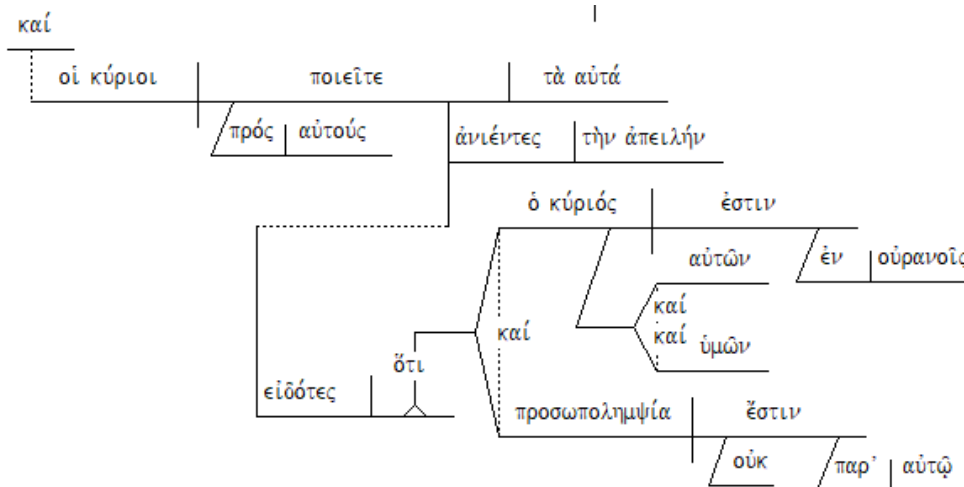 καί
οἱ κύριοι ποιεῖτε τὰ αὐτά
πρός αὐτούς ἀνιέντες τὴν ἀπειλήν
ὁ κύριός ἐστιν
αὐτῶν ἐν οὐρανοῖς
καί
καί καί ὑμῶν
ὅτι
εἰδότες
προσωπολημψία ἔστιν
οὐκ παρ’ αὐτῷ